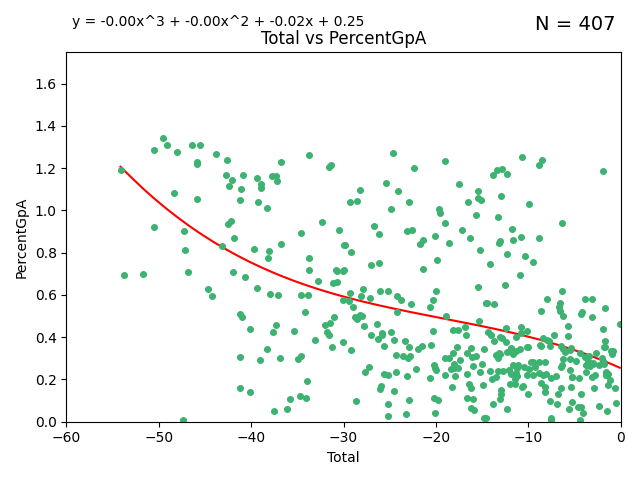 y = -0.00x^3 + -0.00x^2 + -0.02x + 0.25
N = 407
Total vs PercentGpA
1.6
1.4
1.2
1.0
0.8
0.6
0.4
0.2
0.0
PercentGpA
−60 −50 −40 −30 −20 −10 0
Total